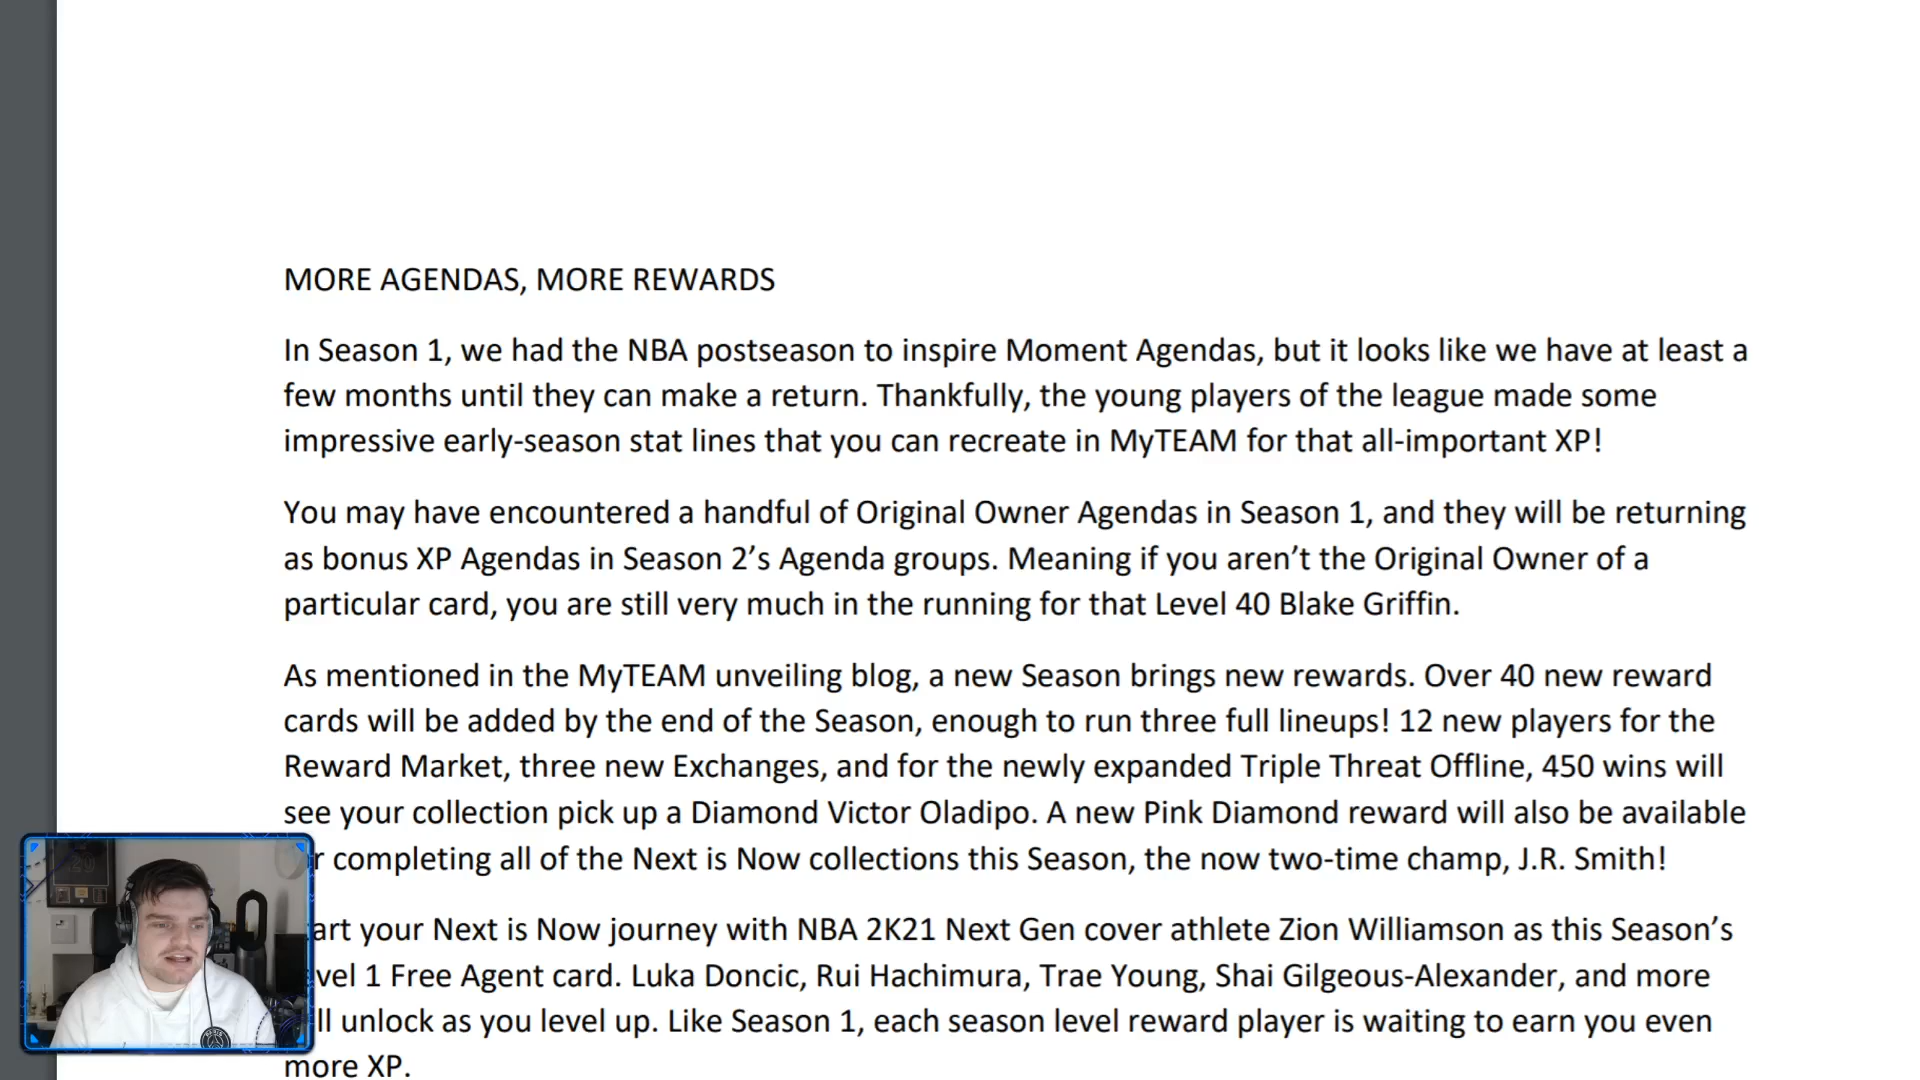 MORE AGENDAS, MORE REWARDS
In Season 1, we had the NBA postseason to inspire Moment Agendas, but it looks like we have at least a
few months until they can make a return. Thankfully, the young players of the league made some
impressive early-season stat lines that you can recreate in MyTEAM for that all-important XP!
You may have encountered a handful of Original Owner Agendas in Season 1, and they will be returning
as bonus XP Agendas in Season 2’s Agenda groups. Meaning if you aren’t the Original Owner of a
particular card, you are still very much in the running for that Level 40 Blake Griffin.
As mentioned in the MyTEAM unveiling blog, a new Season brings new rewards. Over 40 new reward
cards will be added by the end of the Season, enough to run three full lineups! 12 new players for the
Reward Market, three new Exchanges, and for the newly expanded Triple Threat Offline, 450 wins will
see your collection pick up a Diamond Victor Oladipo. A new Pink Diamond reward will also be available
r completing all of the Next is Now collections this Season, the now two-time champ, J.R. Smith!
art your Next is Now journey with NBA 2K21 Next Gen cover athlete Zion Williamson as this Season’s
vel 1 Free Agent card. Luka Doncic, Rui Hachimura, Trae Young, Shai Gilgeous-Alexander, and more
ll unlock as you level up. Like Season 1, each season level reward player is waiting to earn you even
more XP.